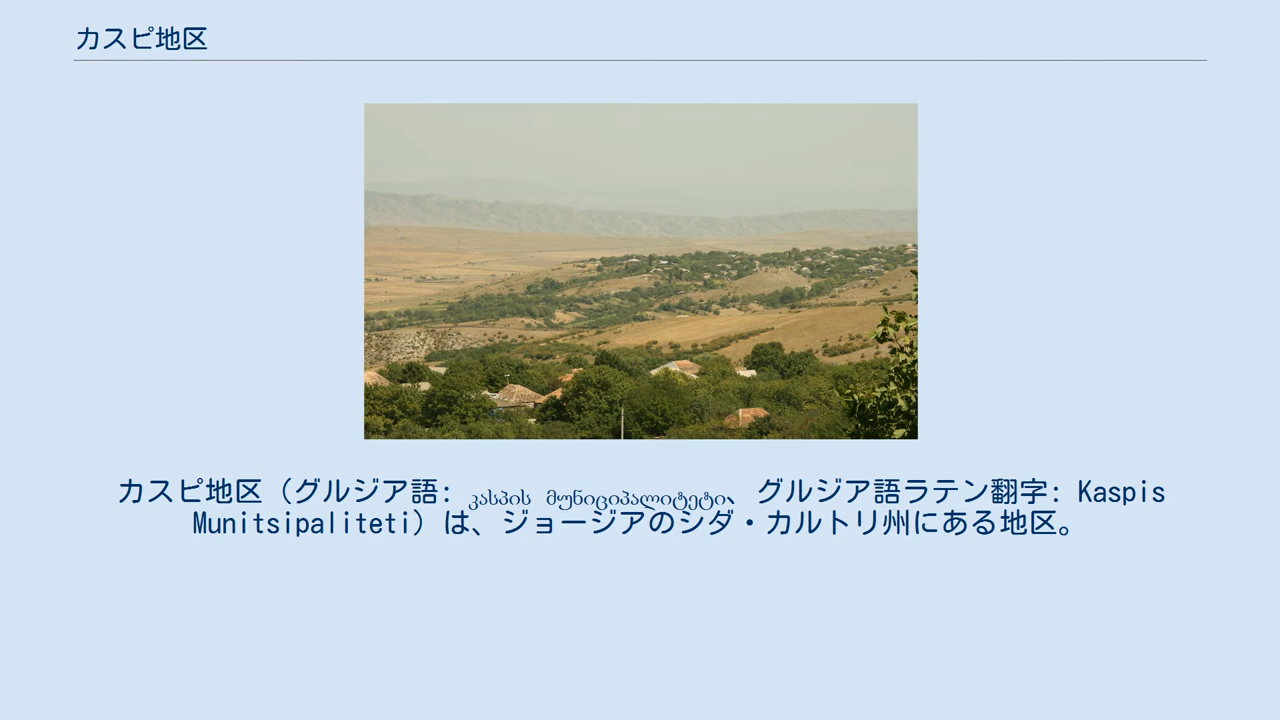 カスピ地区
カスピ地区（グルジア語: კასპის მუნიციპალიტეტი、グルジア語ラテン翻字: Kaspis
Munitsipaliteti）は、ジョージアのシダ・カルトリ州にある地区。